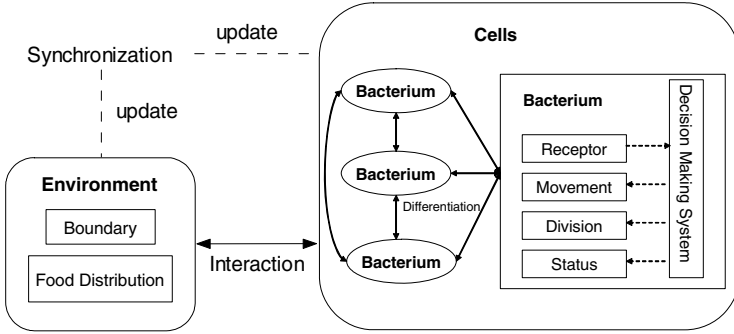 update
Synchronization
update
Environment
Boundary
Food Distribution
Interaction
Cells
Bacterium
Bacterium
Differentiation
Bacterium
Bacterium
Receptor
Movement
Division
Status
Decision Making System